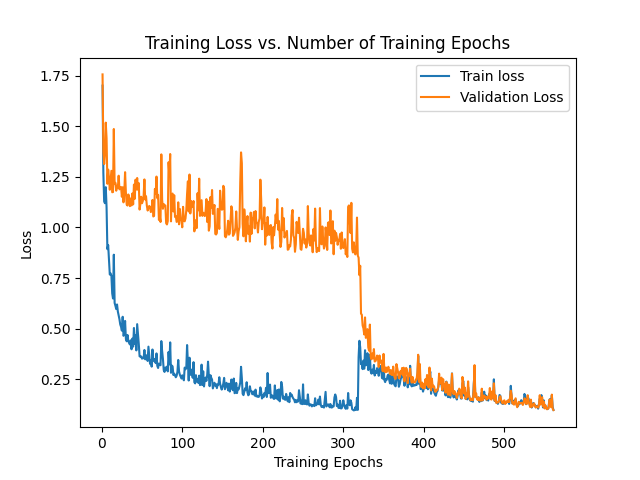 Training Loss vs. Number of Training Epochs
Train loss
Validation Loss
1.75
1.50
1.25
1.00
0.75
0.50
0.25
Loss
0 100 200 300 400 500
Training Epochs